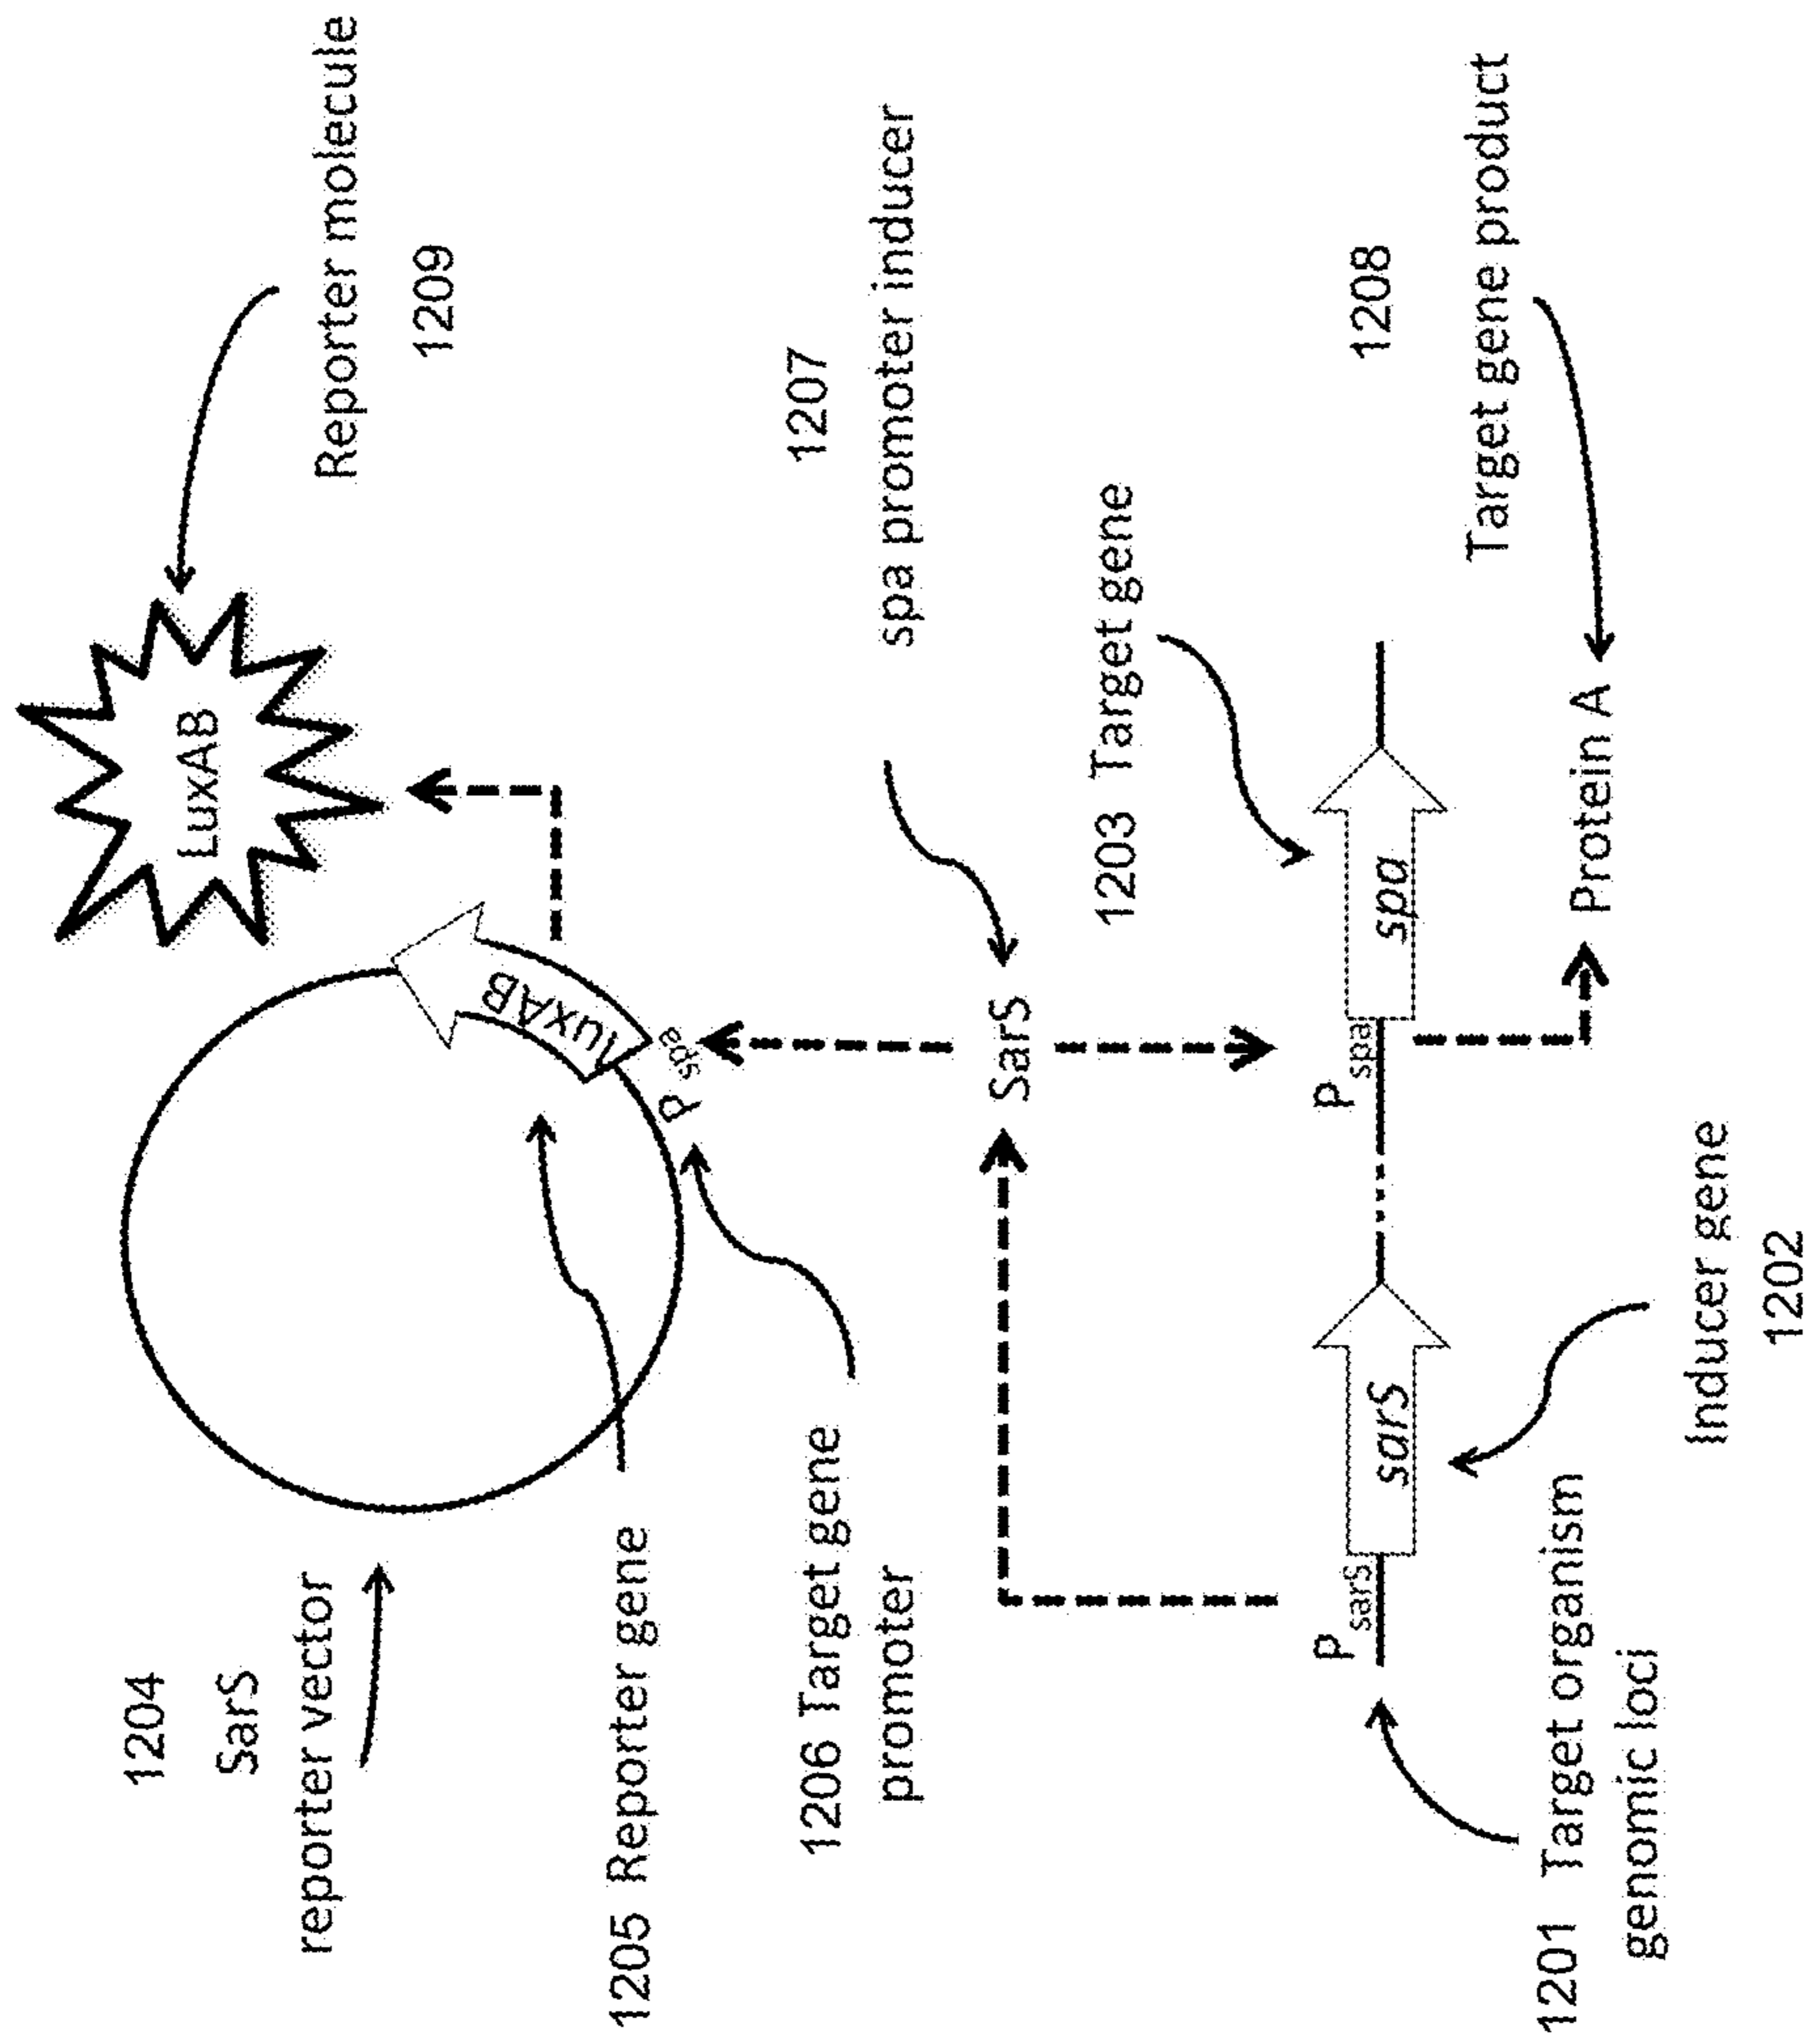 1204
SarS
reporter vector
LuxAB
Reporter molecule
1209
luxAB
P spa
1205 Reporter gene
1206 Target gene
promoter
1207
spa promoter inducer
SarS
1203 Target gene
P sarS
sarS
P spa
spa
1208
Target gene product
Protein A
1201 Target organism
genomic loci
Inducer gene
1202